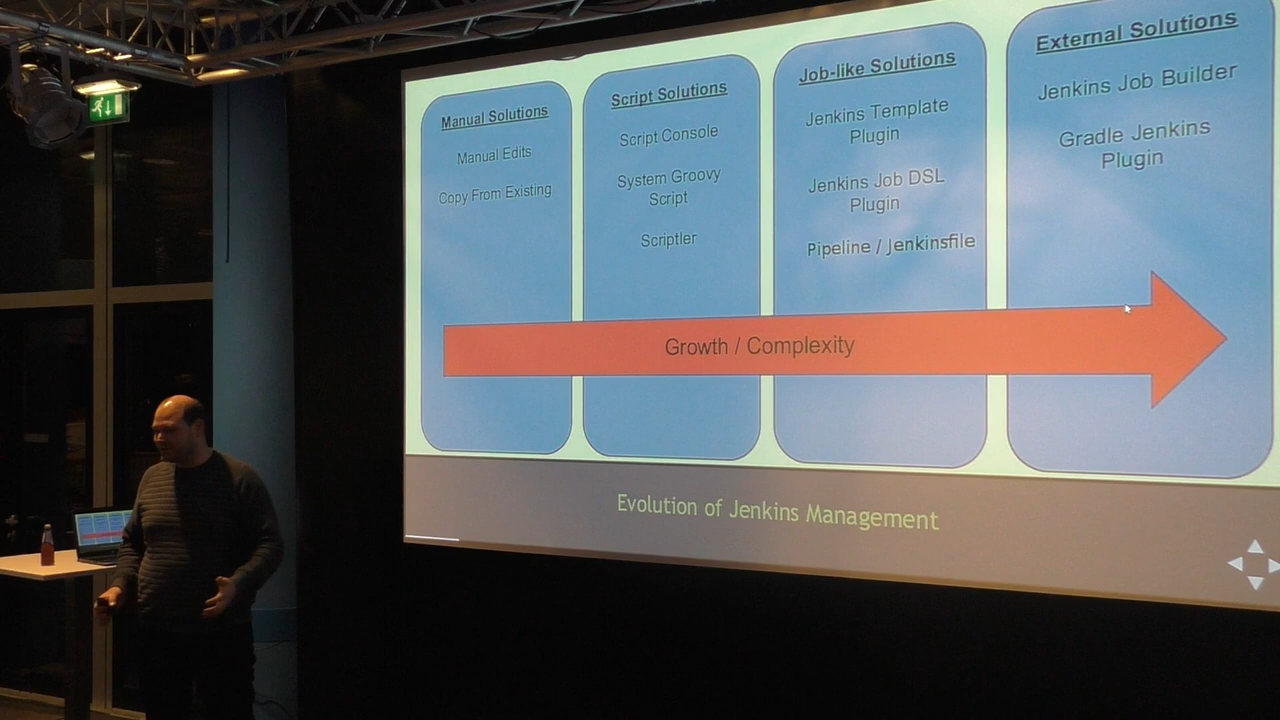 Manual Solutions
Manual Edits
Copy From Existing
Script Solutions
Script Console
System Groovy
Script
Scriptler
Job-like Solutions
Jenkins Template
Plugin
Jenkins Job DSL
Plugin
Pipeline / Jenkinsfile
External Solutions
Jenkins Job Builder
Gradle Jenkins
Plugin
Growth / Complexity
Evolution of Jenkins Management